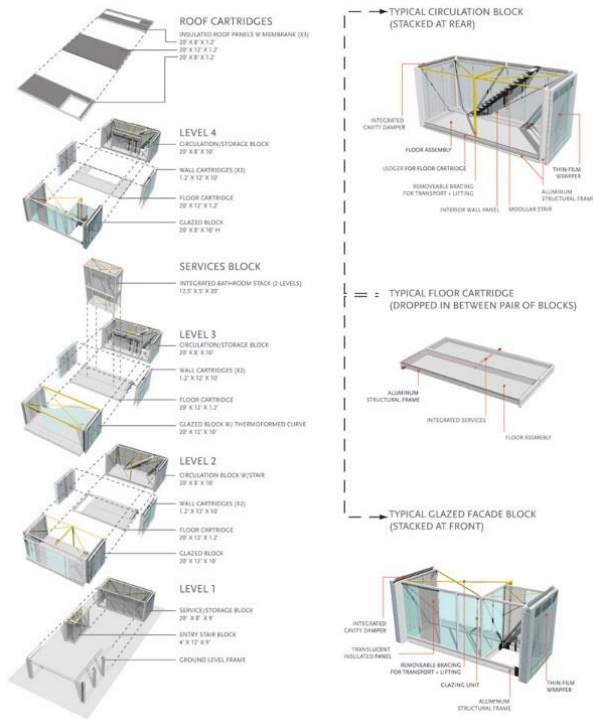 ROOF CARTRIDGES
INSULATED ROOF PANELS W MEMBRANE (X3)
20' X 8' X 1.2'
20' X 12' X 1.2'
20' X 8' X 1.2'
LEVEL 4
CIRCULATION/STORAGE BLOCK
20' X 8' X 10'
WALL CARTRIDGES (X2)
1.2' X 12' X 10'
FLOOR CARTRIDGE
20' X 12' X 1.2'
GLAZED BLOCK
20' X 8' X 10' H
SERVICES BLOCK
INTEGRATED BATHROOM STACK (2 LEVELS)
12.5' X 5' X 20'
LEVEL 3
CIRCULATION/STORAGE BLOCK
20' X 8' X 10'
WALL CARTRIDGES (X2)
1.2' X 12' X 10'
FLOOR CARTRIDGE
20' X 12' X 1.2'
GLAZED BLOCK W/ THERMOFORMED CURVE
20' X 12' X 10'
LEVEL 2
CIRCULATION BLOCK W/STAIR
20' X 8' X 10'
WALL CARTRIDGES (X2)
1.2' X 12' X 10'
FLOOR CARTRIDGE
20' X 12' X 1.2'
GLAZED BLOCK
20' X 12' X 10'
LEVEL 1
SERVICE/STORAGE BLOCK
20' X 8' X 9'
ENTRY STAIR BLOCK
4' X 12' X 9'
GROUND LEVEL FRAME
TYPICAL CIRCULATION BLOCK
(STACKED AT REAR)
INTEGRATED
CAVITY DAMPER
FLOOR ASSEMBLY
LEDGER FOR FLOOR CARTRIDGE
REMOVEABLE BRACING
FOR TRANSPORT + LIFTING
INTERIOR WALL PANEL
MODULAR STAIR
THIN-FILM
WRAPPER
ALUMINUM
STRUCTURAL FRAME
TYPICAL FLOOR CARTRIDGE
(DROPPED IN BETWEEN PAIR OF BLOCKS)
ALUMINUM
STRUCTURAL FRAME
INTEGRATED SERVICES
FLOOR ASSMEBLY
TYPICAL GLAZED FACADE BLOCK
(STACKED AT FRONT)
INTEGRATED
CAVITY DAMPER
TRANSLUCENT
INSULATED PANEL
REMOVEABLE BRACING
FOR TRANSPORT + LIFTING
GLAZING UNIT
ALUMINUM
STRUCTURAL FRAME
THIN-FILM
WRAPPER